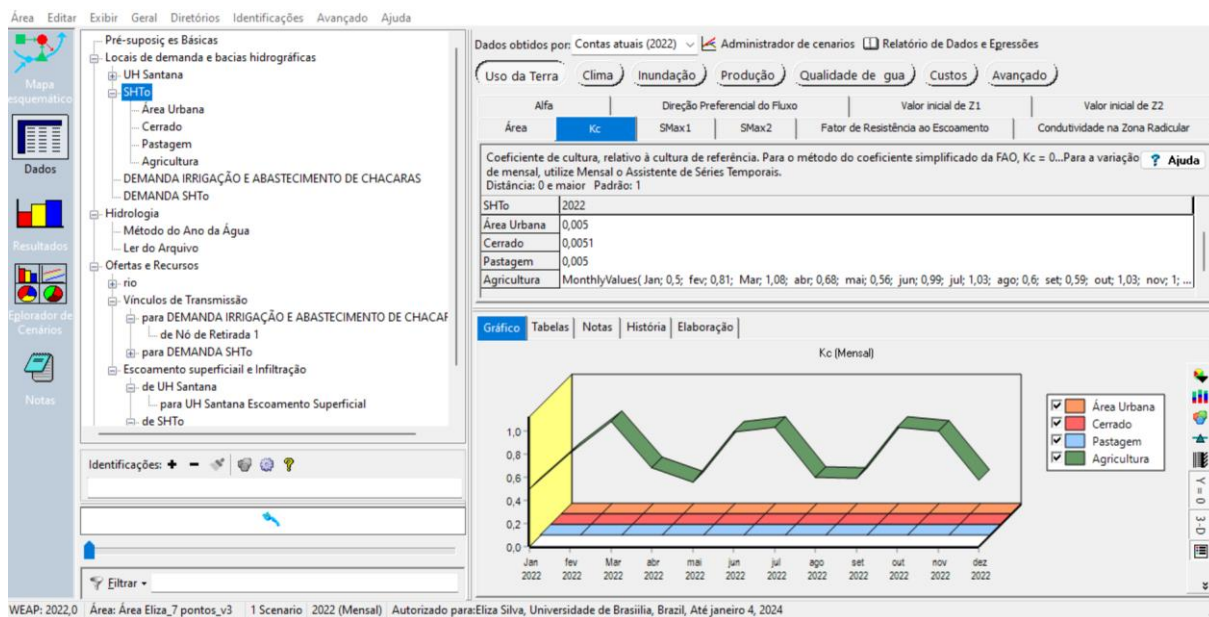 Área Editar Exibir Geral Diretórios Identificações Avançado Ajuda
Mapa
esquemático
Dados
Resultados
Eplorador de
Cenários
Notas
Pré-suposiç es Básicas
Locais de demanda e bacias hidrográficas
UH Santana
SHTo
Área Urbana
Cerrado
Pastagem
Agricultura
DEMANDA IRRIGAÇÃO E ABASTECIMENTO DE CHACARAS
DEMANDA SHTo
Hidrologia
Método do Ano da Água
Ler do Arquivo
Ofertas e Recursos
rio
Vínculos de Transmissão
para DEMANDA IRRIGAÇÃO E ABASTECIMENTO DE CHACAF
de Nó de Retirada 1
para DEMANDA SHTo
Escoamento superficiail e Infiltração
de UH Santana
para UH Santana Escoamento Superficial
de SHTo
Identificações:
Filtrar
Dados obtidos por: Contas atuais (2022) Administrador de cenarios Relatório de Dados e Egressões
Uso da Terra Clima Inundação Produção Qualidade de gua Custos Avançado
Alfa Direção Preferencial do Fluxo Valor inicial de Z1 Valor inicial de Z2
Área Kc SMax1 SMax2 Fator de Resistência ao Escoamento Condutividade na Zona Radicular
Coeficiente de cultura, relativo à cultura de referência. Para o método do coeficiente simplificado da FAO, Kc = 0...Para a variação
de mensal, utilize Mensal o Assistente de Séries Temporais.
Distáncia: 0 e maior Padrão: 1
? Ajuda
SHTo 2022
Área Urbana 0,005
Cerrado 0,0051
Pastagem 0,005
Agricultura MonthlyValues( Jan; 0,5; fev; 0,81; Mar; 1,08; abr; 0,68; mai; 0,56; jun; 0,99; jul; 1,03; ago; 0,6; set; 0,59; out; 1,03; nov; 1; ...
Gráfico Tabelas Notas História Elaboração
Kc (Mensal)
1,0
0,8
0,6
0,4
0,2
0,0
Jan fev Mar abr mai jun jul ago set out nov dez
2022 2022 2022 2022 2022 2022 2022 2022 2022 2022 2022 2022
Área Urbana
Cerrado
Pastagem
Agricultura
Y = 0
3-D
WEAP: 2022,0 Área: Área Eliza_7 pontos_v3 1 Scenario 2022 (Mensal) Autorizado para:Eliza Silva, Universidade de Brasiilia, Brazil, Até janeiro 4, 2024